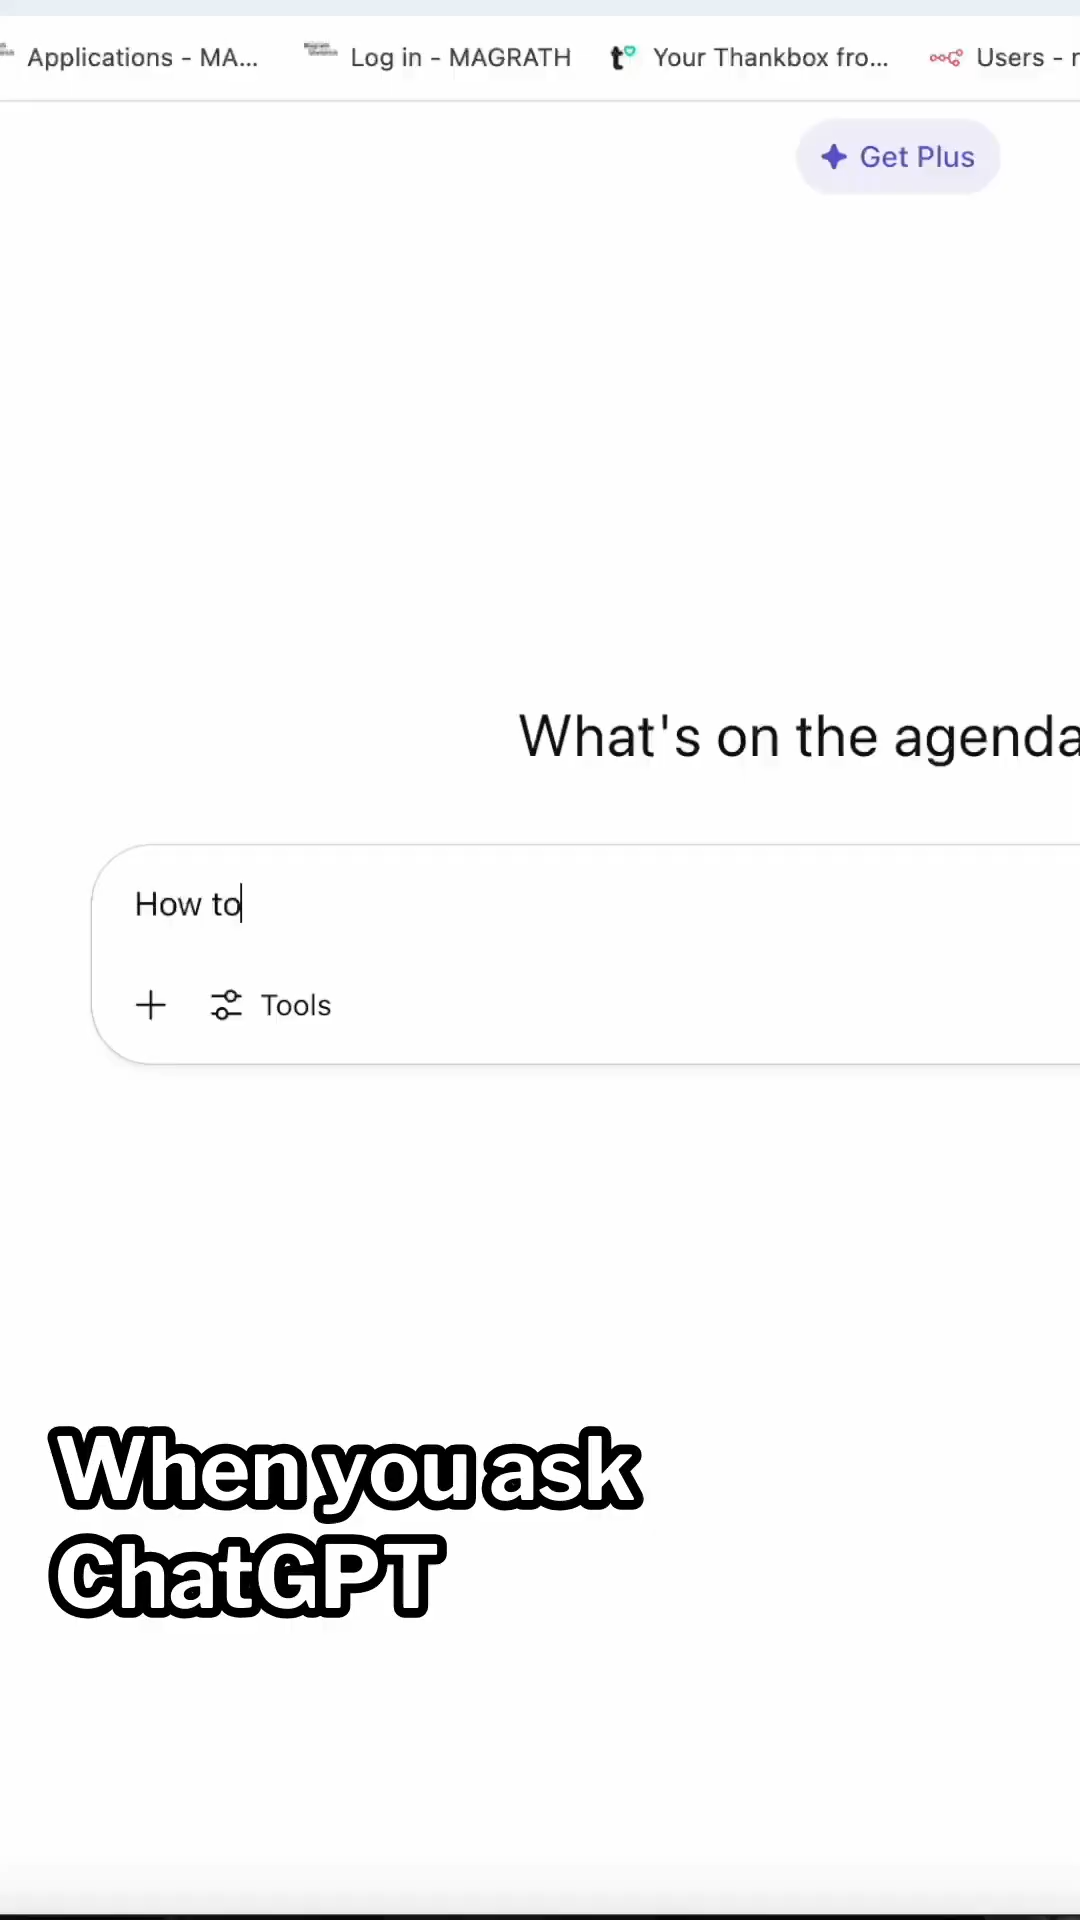 Applications - MA...
Log in - MAGRATH
Your Thankbox fro...
Users -
Get Plus
What's on the agenda
How to
Tools
When you ask
ChatGPT